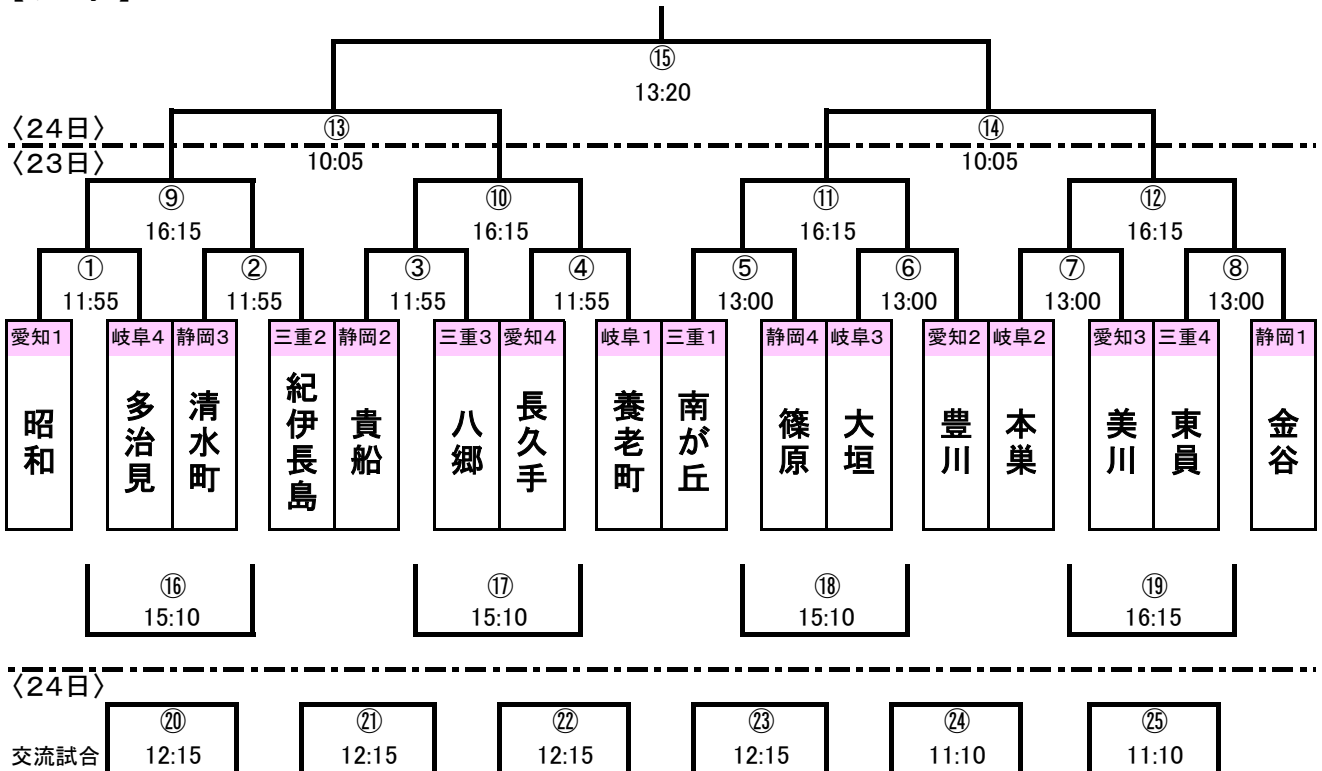 ⑮
13:20
〈24日〉
⑬
⑭
〈23日〉
10:05
10:05
⑨
⑩
⑪
⑫
16:15
16:15
16:15
16:15
①
②
③
④
⑤
⑥
⑦
⑧
11:55
11:55
11:55
11:55
13:00
13:00
13:00
13:00
愛知1
岐阜4
静岡3
三重2
静岡2
三重3
愛知4
岐阜1
三重1
静岡4
岐阜3
愛知2
岐阜2
愛知3
三重4
静岡1
昭和
多治見
清水町
紀伊長島
貴船
八郷
長久手
養老町
南が丘
篠原
大垣
豊川
本巣
美川
東員
金谷
⑯
⑰
⑱
⑲
15:10
15:10
15:10
16:15
〈24日〉
⑳
㉑
㉒
㉓
㉔
㉕
交流試合
12:15
12:15
12:15
12:15
11:10
11:10